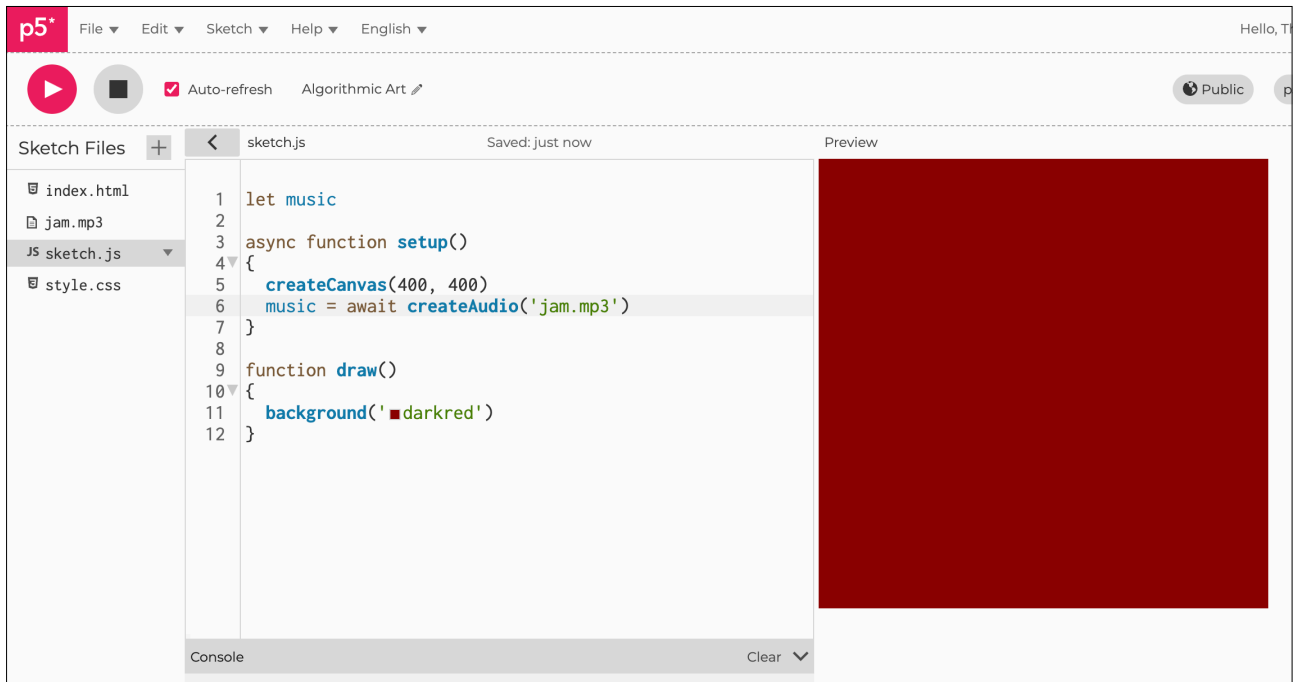 p5* File Edit Sketch Help English Hello, Th
Auto-refresh Algorithmic Art Public p
Sketch Files + sketch.js Saved: just now Preview
index.html
jam.mp3
JS sketch.js
style.css
1 let music
2
3 async function setup()
4 {
5 createCanvas(400, 400)
6 music = await createAudio('jam.mp3')
7 }
8
9 function draw()
10 {
11 background('darkred')
12 }
Console Clear